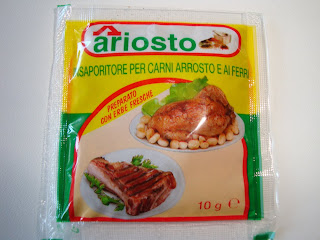 ariosto
INSAPORITORE PER CARNI ARROSTO E AI FERRI
PREPARATO
CON ERBE FRESCHE
10 g e